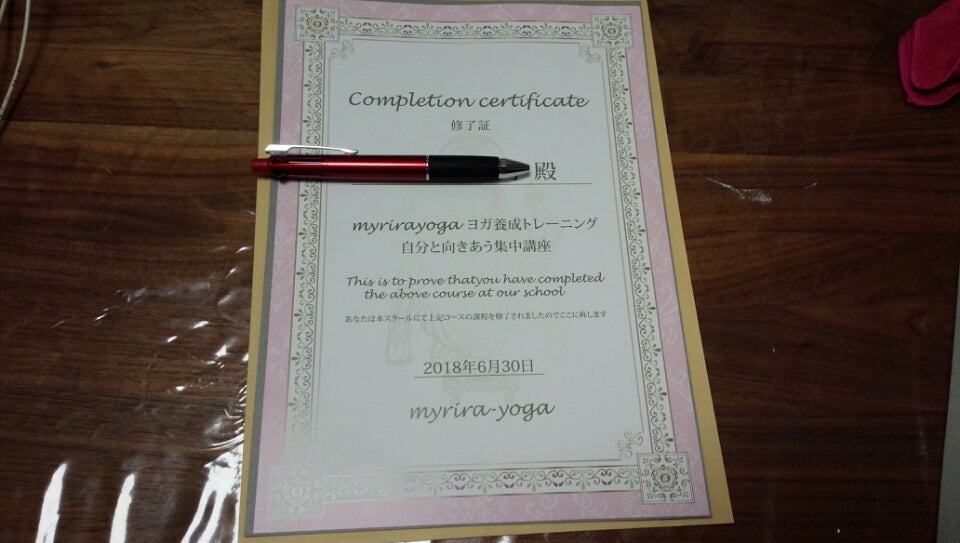 Completion certificate
修了証
殿
myrirayoga ヨガ養成トレーニング
自分と向きあう集中講座
This is to prove thatyou have completed
the above course at our school
あなたは本スクールにて上記コースの課程を修了されましたのでここに称します
2018年6月30日
myrira-yoga